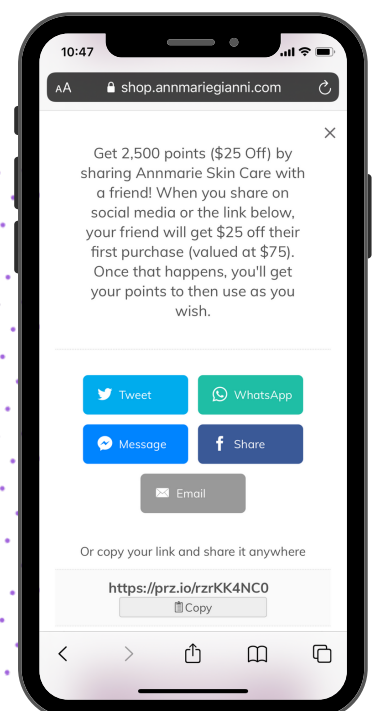 10:47
AA shop.annmariegianni.com
Get 2,500 points ($25 Off) by
sharing Annmarie Skin Care with
a friend! When you share on
social media or the link below,
your friend will get $25 off their
first purchase (valued at $75).
Once that happens, you'll get
your points to then use as you
wish.
Tweet
WhatsApp
Message
Share
Email
Or copy your link and share it anywhere
https://prz.io/rzrKK4NC0
Copy